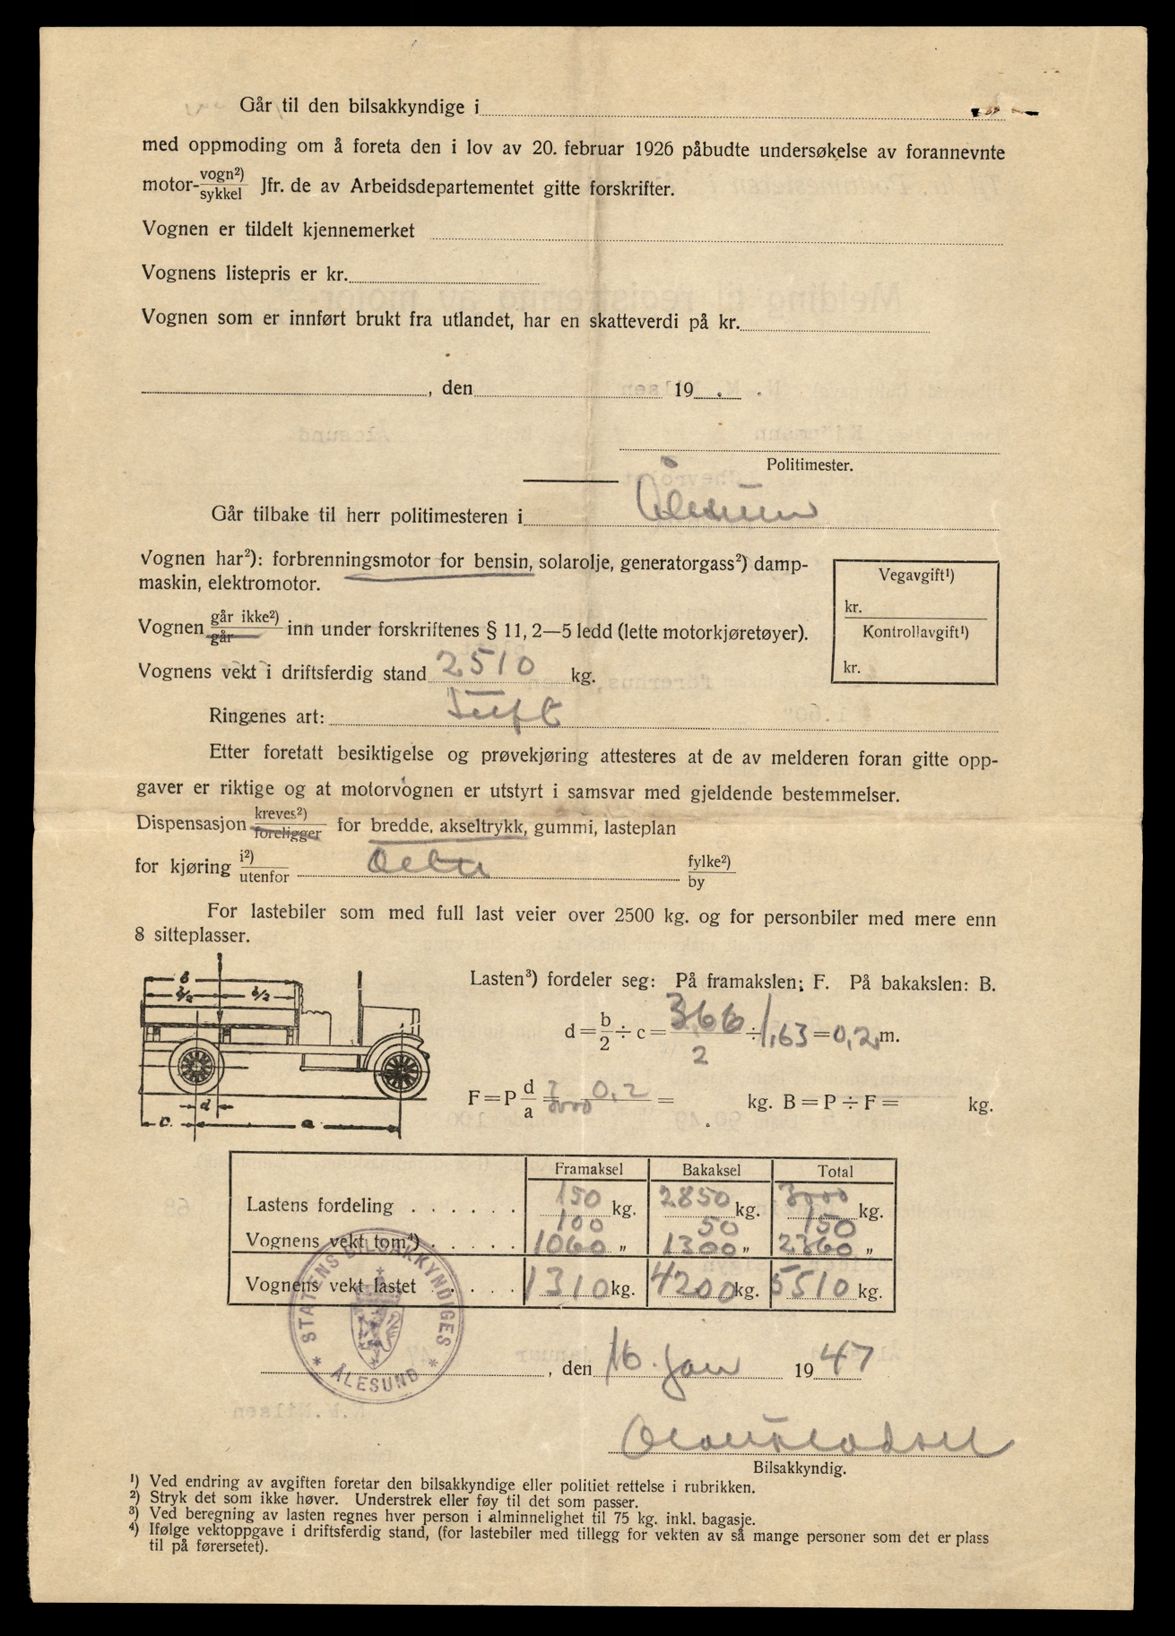 Går til den bilsakkyndige i
med oppmoding om å foreta den i lov av 20. februar 1926 påbudte undersøkelse av forannevnte
motor-vogn²)/sykkel Jfr. de av Arbeidsdepartementet gitte forskrifter.
Vognen er tildelt kjennemerket
Vognens listepris er kr.
Vognen som er innført brukt fra utlandet, har en skatteverdi på kr.
, den 19
Politimester.
Går tilbake til herr politimesteren i Ålesund
Vognen har²): forbrenningsmotor for bensin, solarolje, generatorgass²) damp-
maskin, elektromotor.
Vegavgift¹)
kr.
Kontrollavgift¹)
kr.
Vognen går ikke²)/går inn under forskriftenes § 11, 2—5 ledd (lette motorkjøretøyer).
Vognens vekt i driftsferdig stand 2510 kg.
Ringenes art: Luft
Etter foretatt besiktigelse og prøvekjøring attesteres at de av melderen foran gitte opp-
gaver er riktige og at motorvognen er utstyrt i samsvar med gjeldende bestemmelser.
Dispensasjon kreves²)/foreligger for bredde, akseltrykk, gummi, lasteplan
for kjøring i²)/utenfor fylke²)/by
For lastebiler som med full last veier over 2500 kg. og for personbiler med mere enn
8 sitteplasser.
Lasten³) fordeler seg: På framakslen; F. På bakakslen: B.
b
b/2 b/2
d = b/2 ÷ c = 366/2 ÷ 1,63 = 0,2 m.
F = P d/a = 0,2 = kg. B = P ÷ F = kg.
c. d a
Framaksel Bakaksel Total
Lastens fordeling . . . . . . 150 kg. 2850 kg. 3000 kg.
100 50 150
Vognens vekt tom⁴) . . . . . 1060 „ 1300 „ 2360 „
Vognens vekt lastet . . . . . 1310 kg. 4200 kg. 5510 kg.
STATENS BILSAKKYNDIGES * ÅLESUND *
, den 16. jan 1947
Bilsakkyndig.
¹) Ved endring av avgiften foretar den bilsakkyndige eller politiet rettelse i rubrikken.
²) Stryk det som ikke høver. Understrek eller føy til det som passer.
³) Ved beregning av lasten regnes hver person i alminnelighet til 75 kg. inkl. bagasje.
⁴) Ifølge vektoppgave i driftsferdig stand, (for lastebiler med tillegg for vekten av så mange personer som det er plass
til på førersetet).